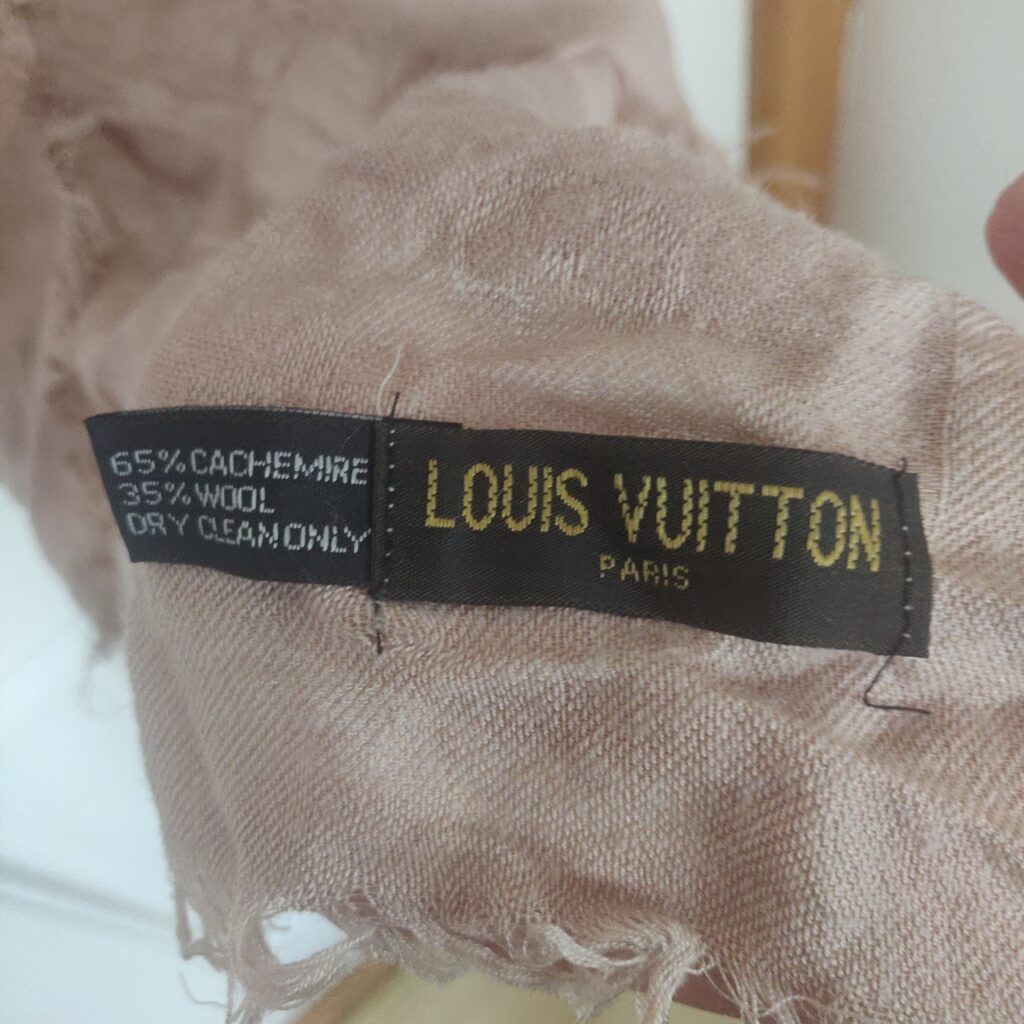 65% CACHEMIRE
35% WOOL
DRY CLEAN ONLY
LOUIS VUITTON
PARIS